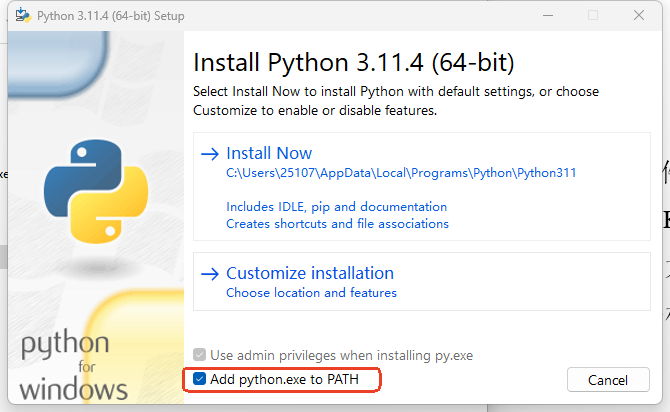 Python 3.11.4 (64-bit) Setup
Install Python 3.11.4 (64-bit)
Select Install Now to install Python with default settings, or choose
Customize to enable or disable features.
Install Now
C:\Users\25107\AppData\Local\Programs\Python\Python311
Includes IDLE, pip and documentation
Creates shortcuts and file associations
Customize installation
Choose location and features
Use admin privileges when installing py.exe
Add python.exe to PATH
Cancel
python
for
windows